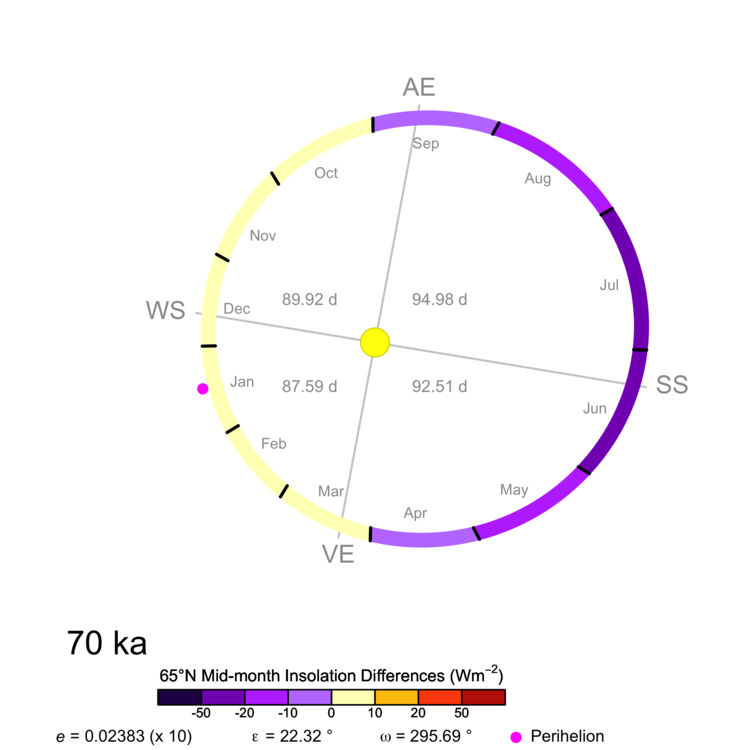 AE
Sep
Oct
Aug
Nov
Jul
89.92 d 94.98 d
WS Dec
Jan 87.59 d 92.51 d SS
Jun
Feb
Mar May
Apr
VE
70 ka
65°N Mid-month Insolation Differences (Wm⁻²)
-50 -20 -10 0 10 20 50
e = 0.02383 (x 10) ε = 22.32 ° ω = 295.69 ° Perihelion